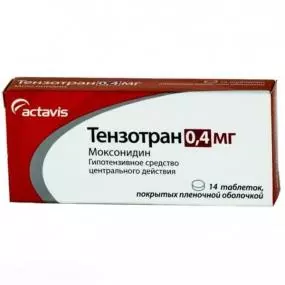 actavis
Тензотран 0,4 мг
Моксонидин
Гипотензивное средство
центрального действия
14 таблеток,
покрытых пленочной оболочкой